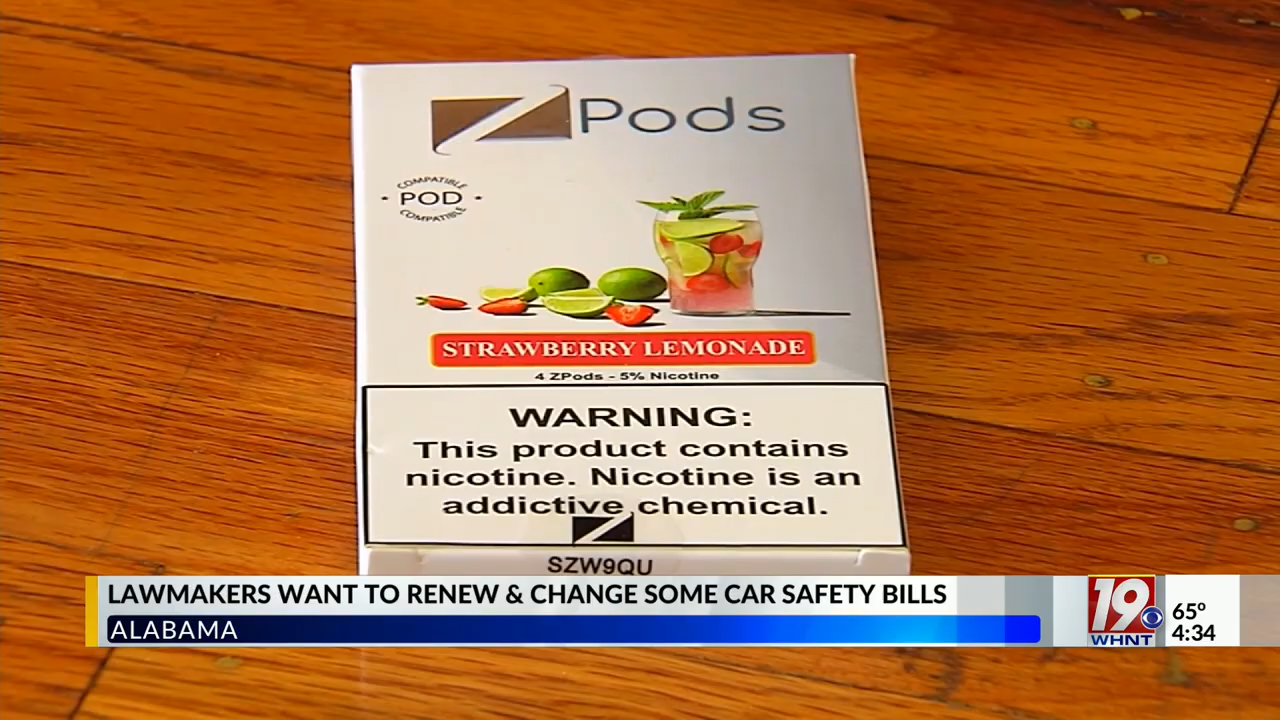 Z Pods
COMPATIBLE
POD
COMPATIBLE
STRAWBERRY LEMONADE
4 ZPods - 5% Nicotine
WARNING:
This product contains
nicotine. Nicotine is an
addictive chemical.
SZW9QU
LAWMAKERS WANT TO RENEW & CHANGE SOME CAR SAFETY BILLS
ALABAMA
19
WHNT
65°
4:34